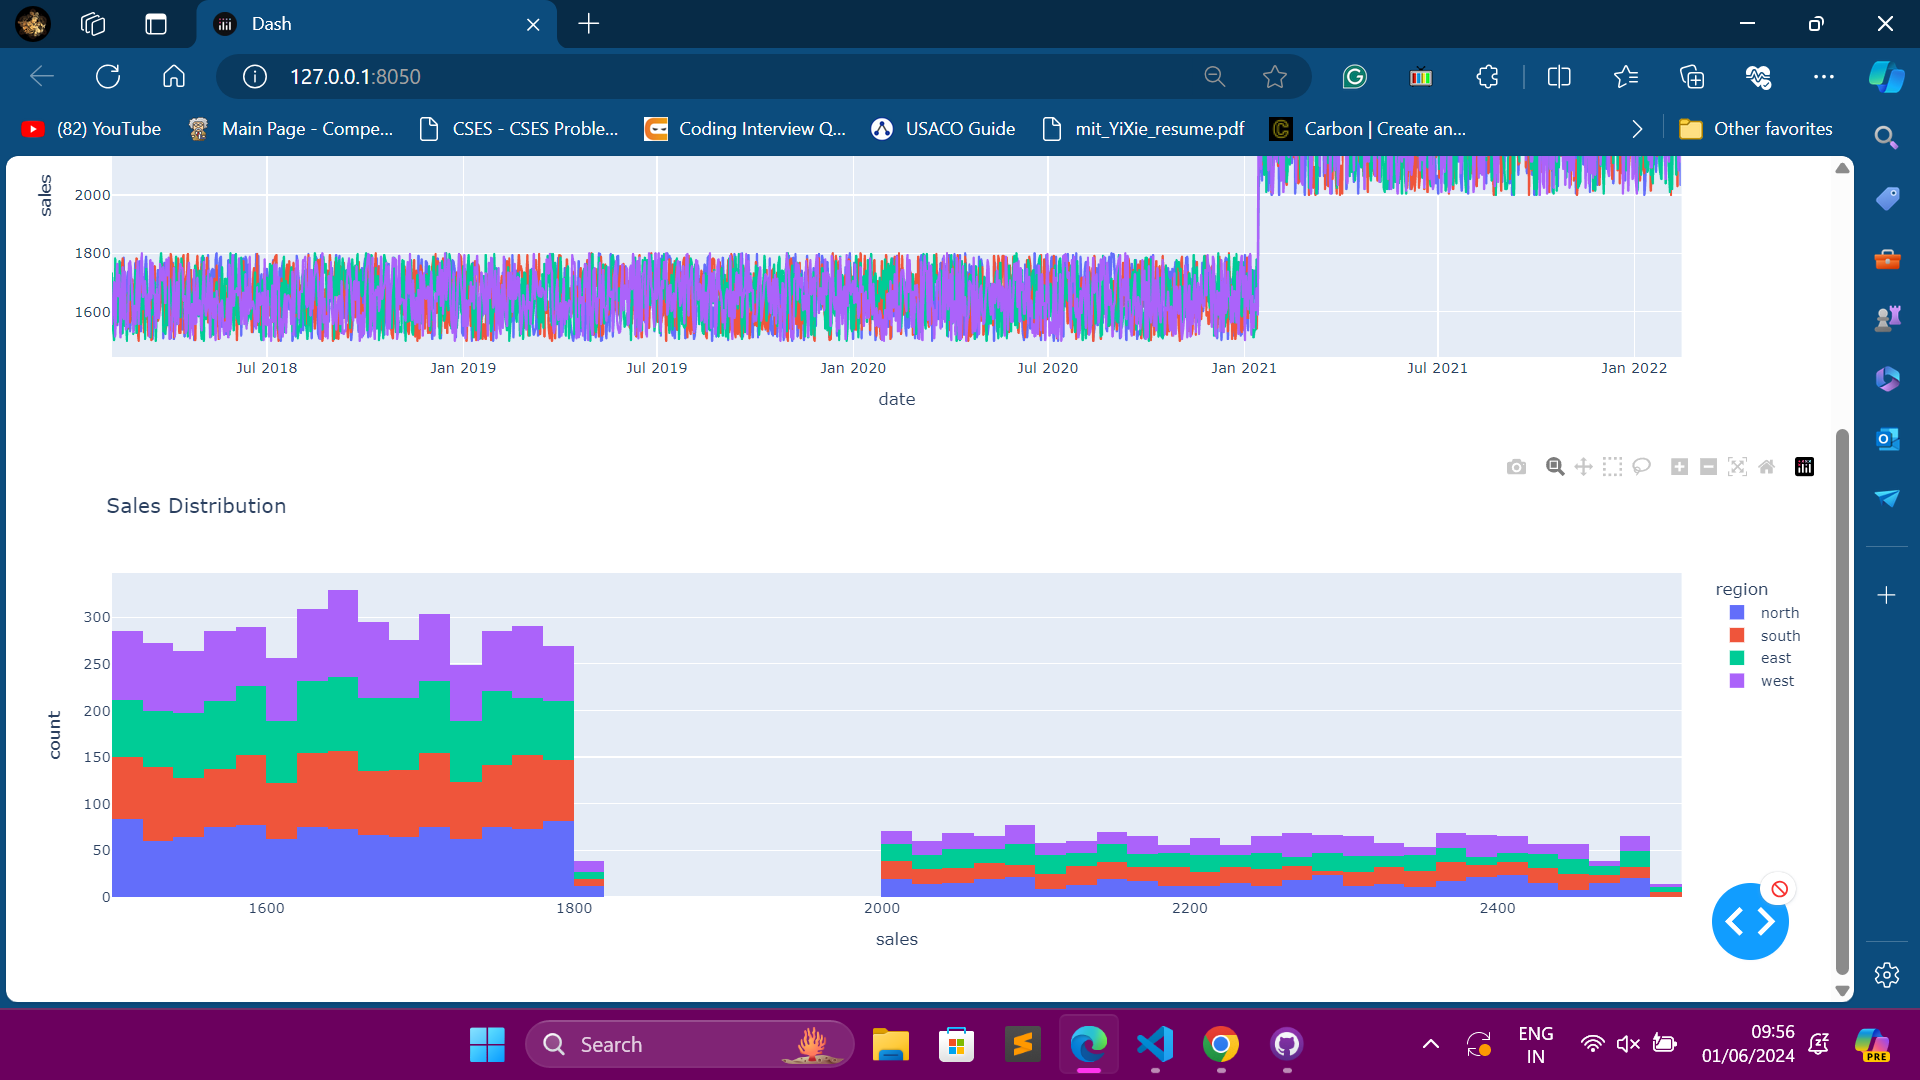 Dash
127.0.0.1:8050
(82) YouTube
Main Page - Compe...
CSES - CSES Proble...
Coding Interview Q...
USACO Guide
mit_YiXie_resume.pdf
Carbon | Create an...
Other favorites
sales
2000
1800
1600
Jul 2018
Jan 2019
Jul 2019
Jan 2020
Jul 2020
Jan 2021
Jul 2021
Jan 2022
date
Sales Distribution
count
300
250
200
150
100
50
0
1600
1800
2000
2200
2400
sales
region
north
south
east
west
Search
ENG
IN
09:56
01/06/2024
PRE